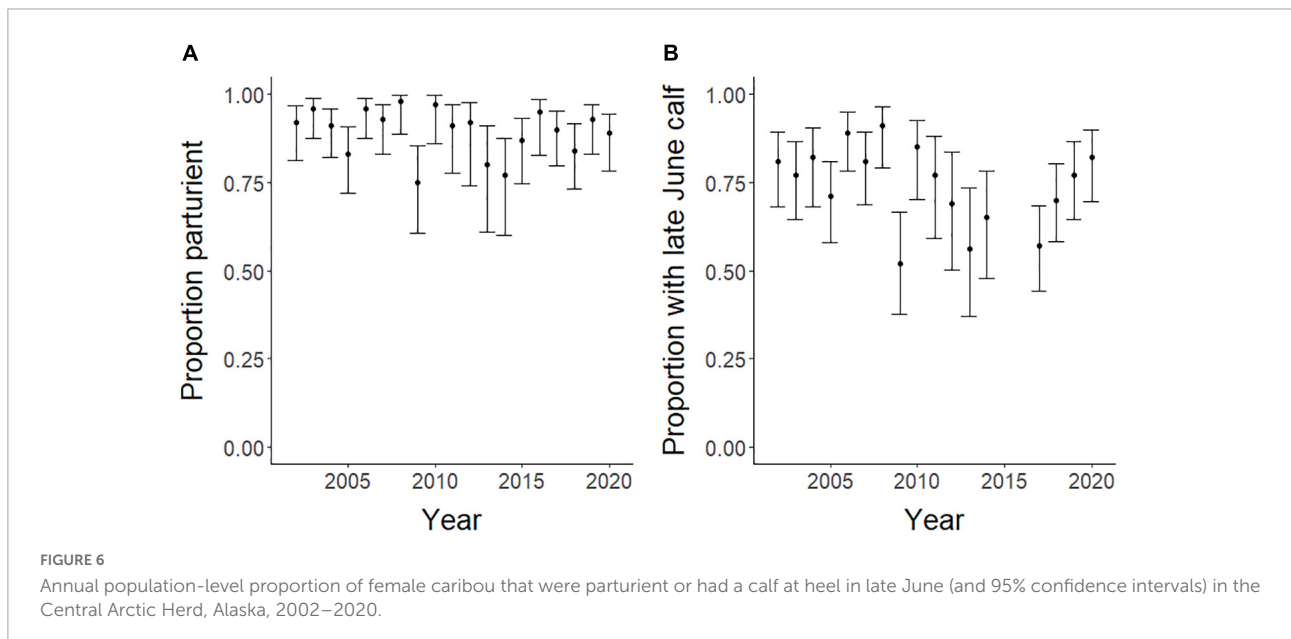 A
B
Proportion parturient
1.00
0.75
0.50
0.25
0.00
2005 2010 2015 2020
Year
Proportion with late June calf
1.00
0.75
0.50
0.25
0.00
2005 2010 2015 2020
Year
FIGURE 6
Annual population-level proportion of female caribou that were parturient or had a calf at heel in late June (and 95% confidence intervals) in the
Central Arctic Herd, Alaska, 2002–2020.